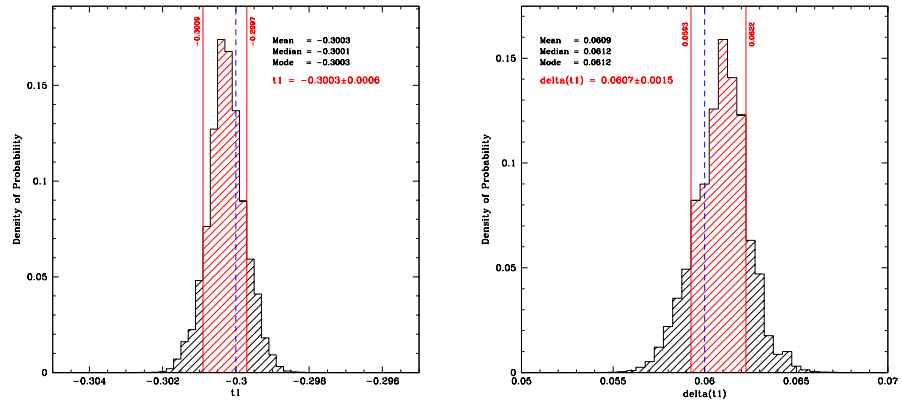 -0.3009
-0.2997
Mean = -0.3003
Median = -0.3001
Mode = -0.3003
t1 = -0.3003±0.0006
Density of Probability
0.15
0.1
0.05
0
-0.304
-0.302
-0.3
-0.298
-0.296
t1
0.0593
0.0622
Mean = 0.0609
Median = 0.0612
Mode = 0.0612
delta(t1) = 0.0607±0.0015
Density of Probability
0.15
0.1
0.05
0
0.05
0.055
0.06
0.065
0.07
delta(t1)